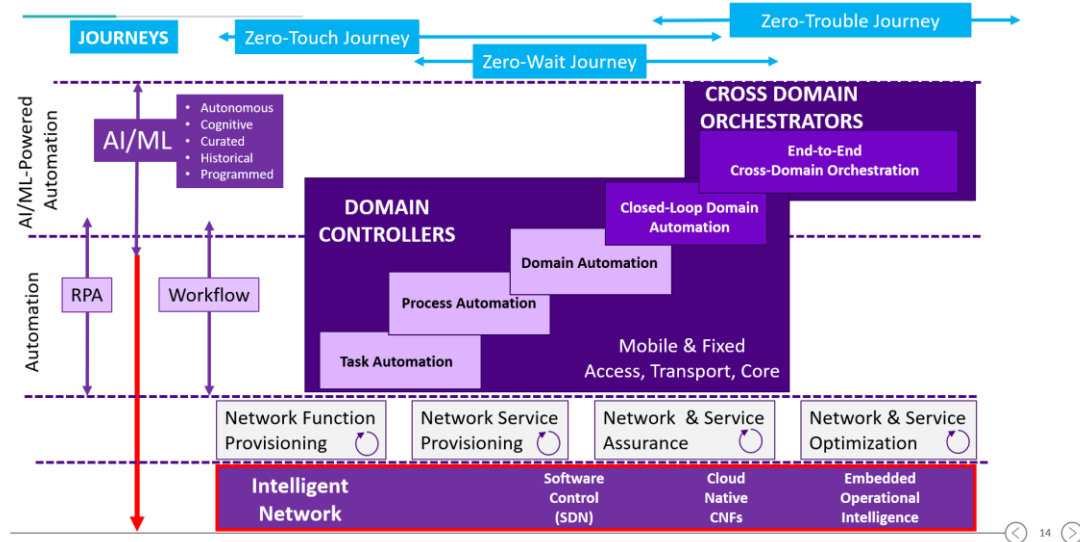 JOURNEYS
Zero-Touch Journey
Zero-Wait Journey
Zero-Trouble Journey
AI/ML-Powered
Automation
AI/ML
• Autonomous
• Cognitive
• Curated
• Historical
• Programmed
CROSS DOMAIN
ORCHESTRATORS
End-to-End
Cross-Domain Orchestration
DOMAIN
CONTROLLERS
Closed-Loop Domain
Automation
Domain Automation
Process Automation
Task Automation
Mobile & Fixed
Access, Transport, Core
Automation
RPA
Workflow
Network Function
Provisioning
Network Service
Provisioning
Network & Service
Assurance
Network & Service
Optimization
Intelligent
Network
Software
Control
(SDN)
Cloud
Native
CNFs
Embedded
Operational
Intelligence
14